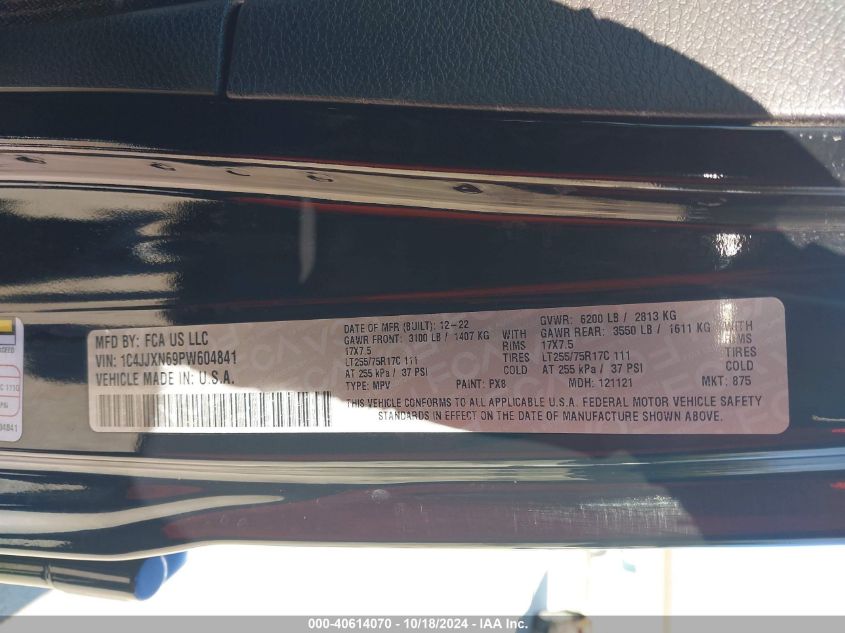 MFD BY: FCA US LLC
VIN: 1C4JJXN69PW604841
VEHICLE MADE IN: U.S.A.
DATE OF MFR (BUILT): 12-22
GAWR FRONT: 3100 LB / 1407 KG WITH
17X7.5 RIMS
LT255/75R17C 111 TIRES
AT 255 kPa / 37 PSI COLD
TYPE: MPV PAINT: PX8
GVWR: 6200 LB / 2813 KG
GAWR REAR: 3550 LB / 1611 KG WITH
17X7.5 RIMS
LT255/75R17C 111 TIRES
AT 255 kPa / 37 PSI COLD
MDH: 121121 MKT: 875
THIS VEHICLE CONFORMS TO ALL APPLICABLE U.S.A. FEDERAL MOTOR VEHICLE SAFETY
STANDARDS IN EFFECT ON THE DATE OF MANUFACTURE SHOWN ABOVE.
PSI
04841
000-40614070 - 10/18/2024 - IAA Inc.